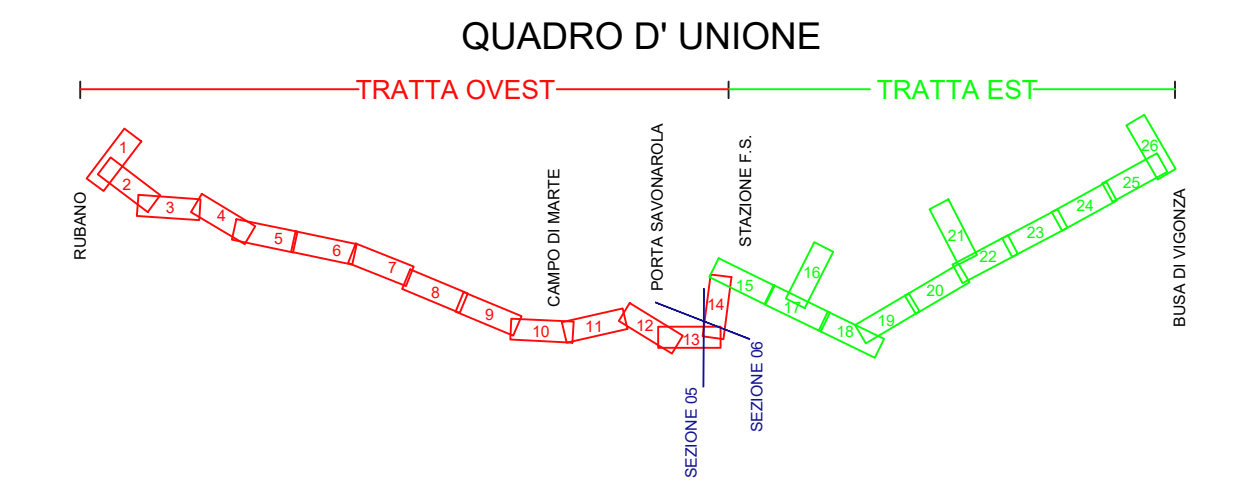 QUADRO D' UNIONE
TRATTA OVEST
TRATTA EST
RUBANO
CAMPO DI MARTE
PORTA SAVONAROLA
STAZIONE F.S.
BUSA DI VIGONZA
1
2
3
4
5
6
7
8
9
10
11
12
13
14
15
16
17
18
19
20
21
22
23
24
25
26
SEZIONE 05
SEZIONE 06